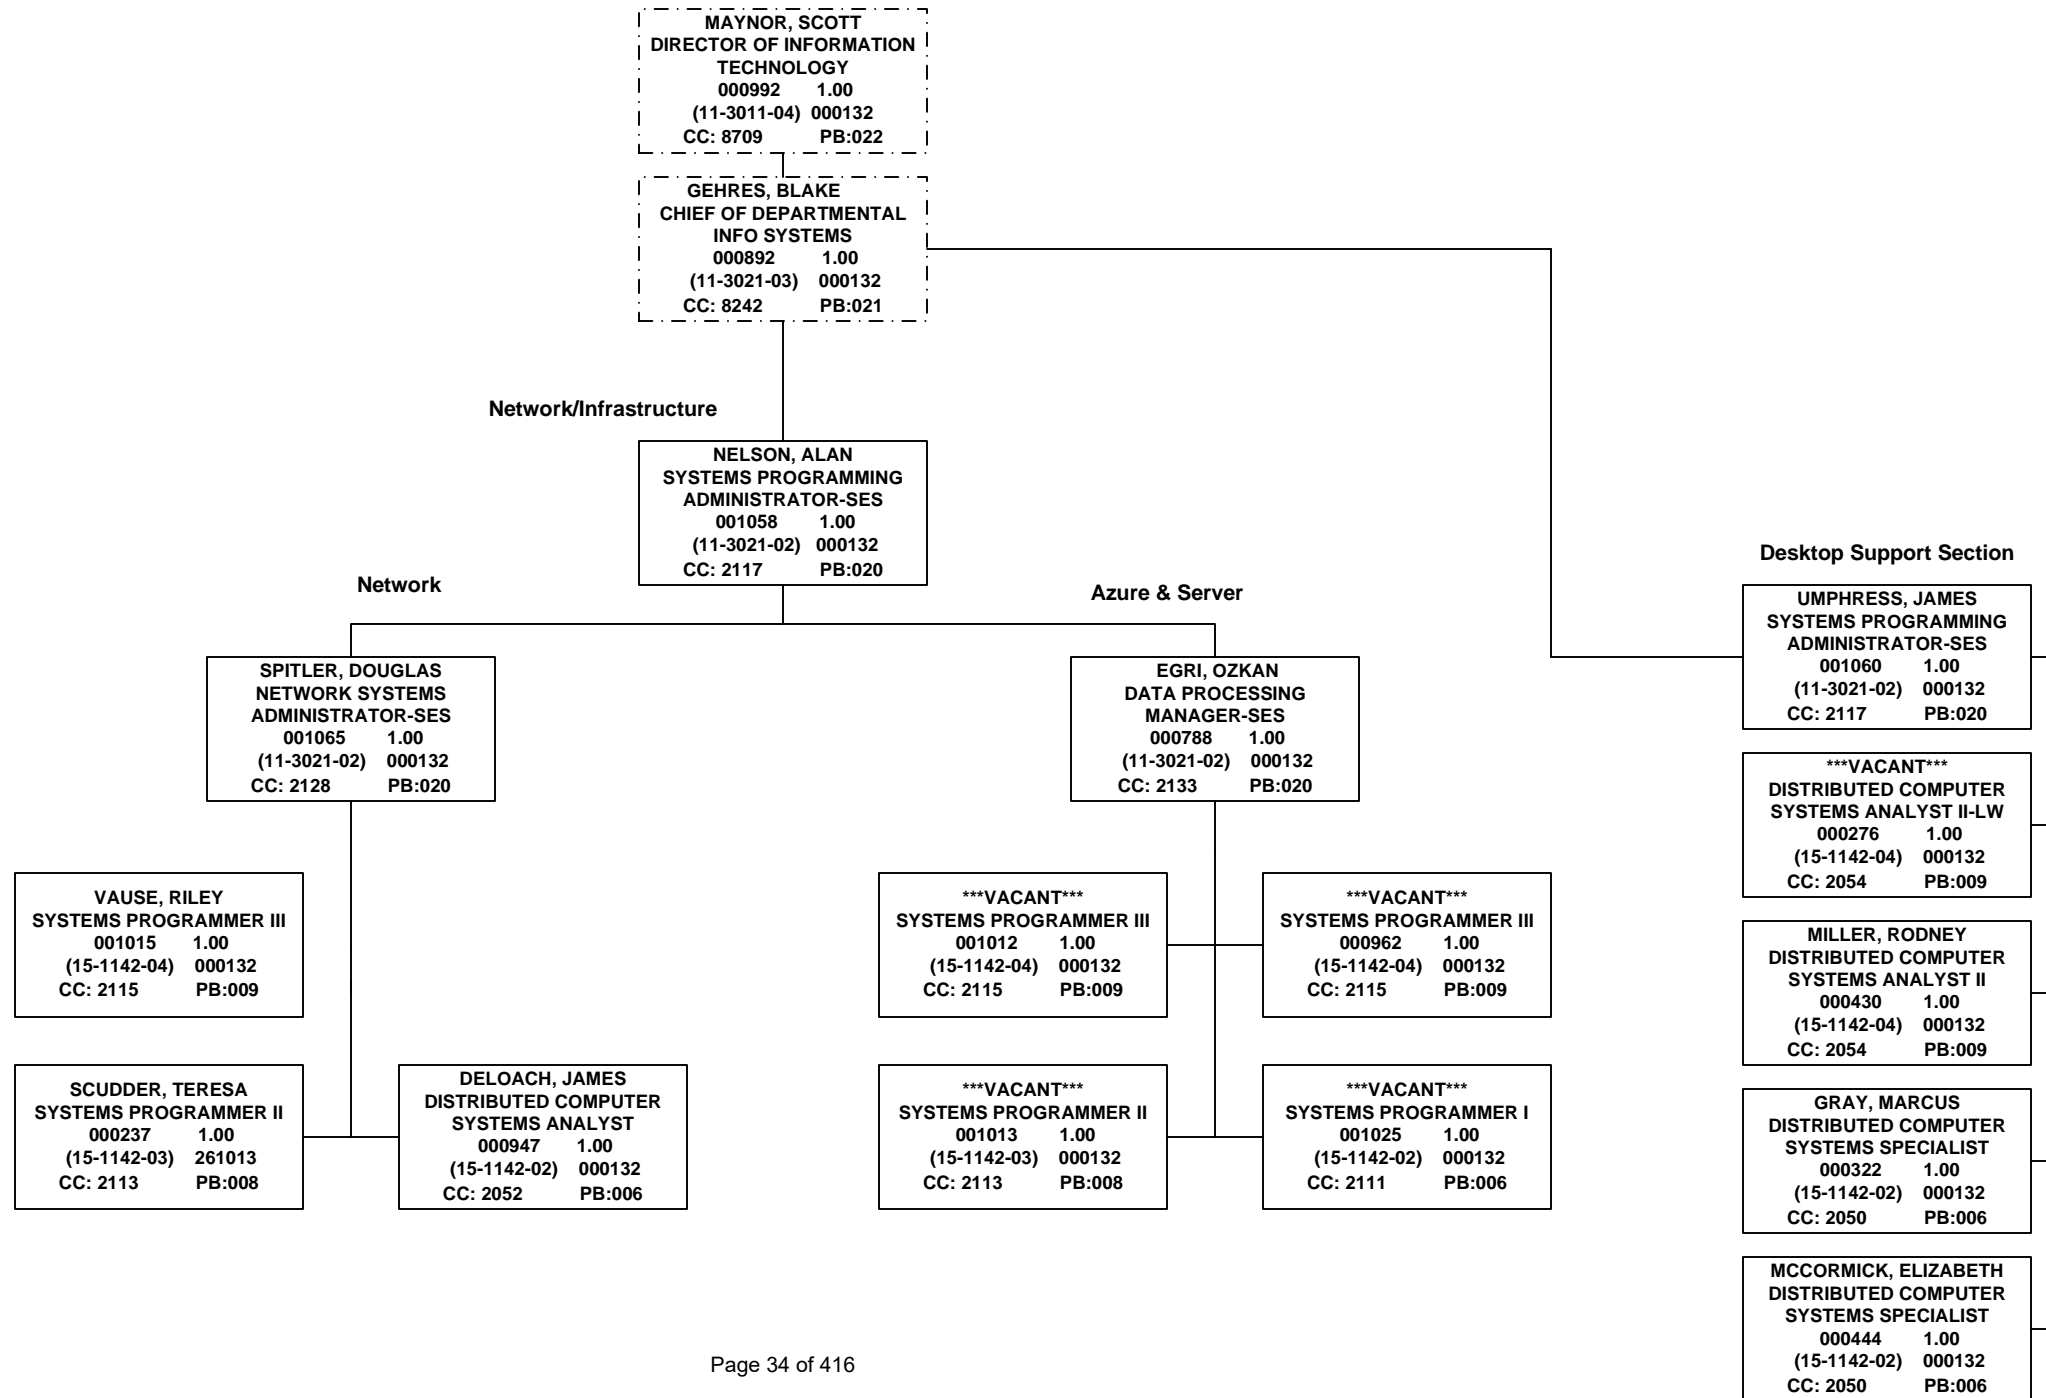 MAYNOR, SCOTT
DIRECTOR OF INFORMATION
TECHNOLOGY
000992 1.00
(11-3011-04) 000132
CC: 8709 PB:022
GEHRES, BLAKE
CHIEF OF DEPARTMENTAL
INFO SYSTEMS
000892 1.00
(11-3021-03) 000132
CC: 8242 PB:021
Network/Infrastructure
NELSON, ALAN
SYSTEMS PROGRAMMING
ADMINISTRATOR-SES
001058 1.00
(11-3021-02) 000132
CC: 2117 PB:020
Network
SPITLER, DOUGLAS
NETWORK SYSTEMS
ADMINISTRATOR-SES
001065 1.00
(11-3021-02) 000132
CC: 2128 PB:020
VAUSE, RILEY
SYSTEMS PROGRAMMER III
001015 1.00
(15-1142-04) 000132
CC: 2115 PB:009
SCUDDER, TERESA
SYSTEMS PROGRAMMER II
000237 1.00
(15-1142-03) 261013
CC: 2113 PB:008
DELOACH, JAMES
DISTRIBUTED COMPUTER
SYSTEMS ANALYST
000947 1.00
(15-1142-02) 000132
CC: 2052 PB:006
Azure & Server
EGRI, OZKAN
DATA PROCESSING
MANAGER-SES
000788 1.00
(11-3021-02) 000132
CC: 2133 PB:020
***VACANT***
SYSTEMS PROGRAMMER III
001012 1.00
(15-1142-04) 000132
CC: 2115 PB:009
***VACANT***
SYSTEMS PROGRAMMER III
000962 1.00
(15-1142-04) 000132
CC: 2115 PB:009
***VACANT***
SYSTEMS PROGRAMMER II
001013 1.00
(15-1142-03) 000132
CC: 2113 PB:008
***VACANT***
SYSTEMS PROGRAMMER I
001025 1.00
(15-1142-02) 000132
CC: 2111 PB:006
Desktop Support Section
UMPHRESS, JAMES
SYSTEMS PROGRAMMING
ADMINISTRATOR-SES
001060 1.00
(11-3021-02) 000132
CC: 2117 PB:020
***VACANT***
DISTRIBUTED COMPUTER
SYSTEMS ANALYST II-LW
000276 1.00
(15-1142-04) 000132
CC: 2054 PB:009
MILLER, RODNEY
DISTRIBUTED COMPUTER
SYSTEMS ANALYST II
000430 1.00
(15-1142-04) 000132
CC: 2054 PB:009
GRAY, MARCUS
DISTRIBUTED COMPUTER
SYSTEMS SPECIALIST
000322 1.00
(15-1142-02) 000132
CC: 2050 PB:006
MCCORMICK, ELIZABETH
DISTRIBUTED COMPUTER
SYSTEMS SPECIALIST
000444 1.00
(15-1142-02) 000132
CC: 2050 PB:006
Page 34 of 416